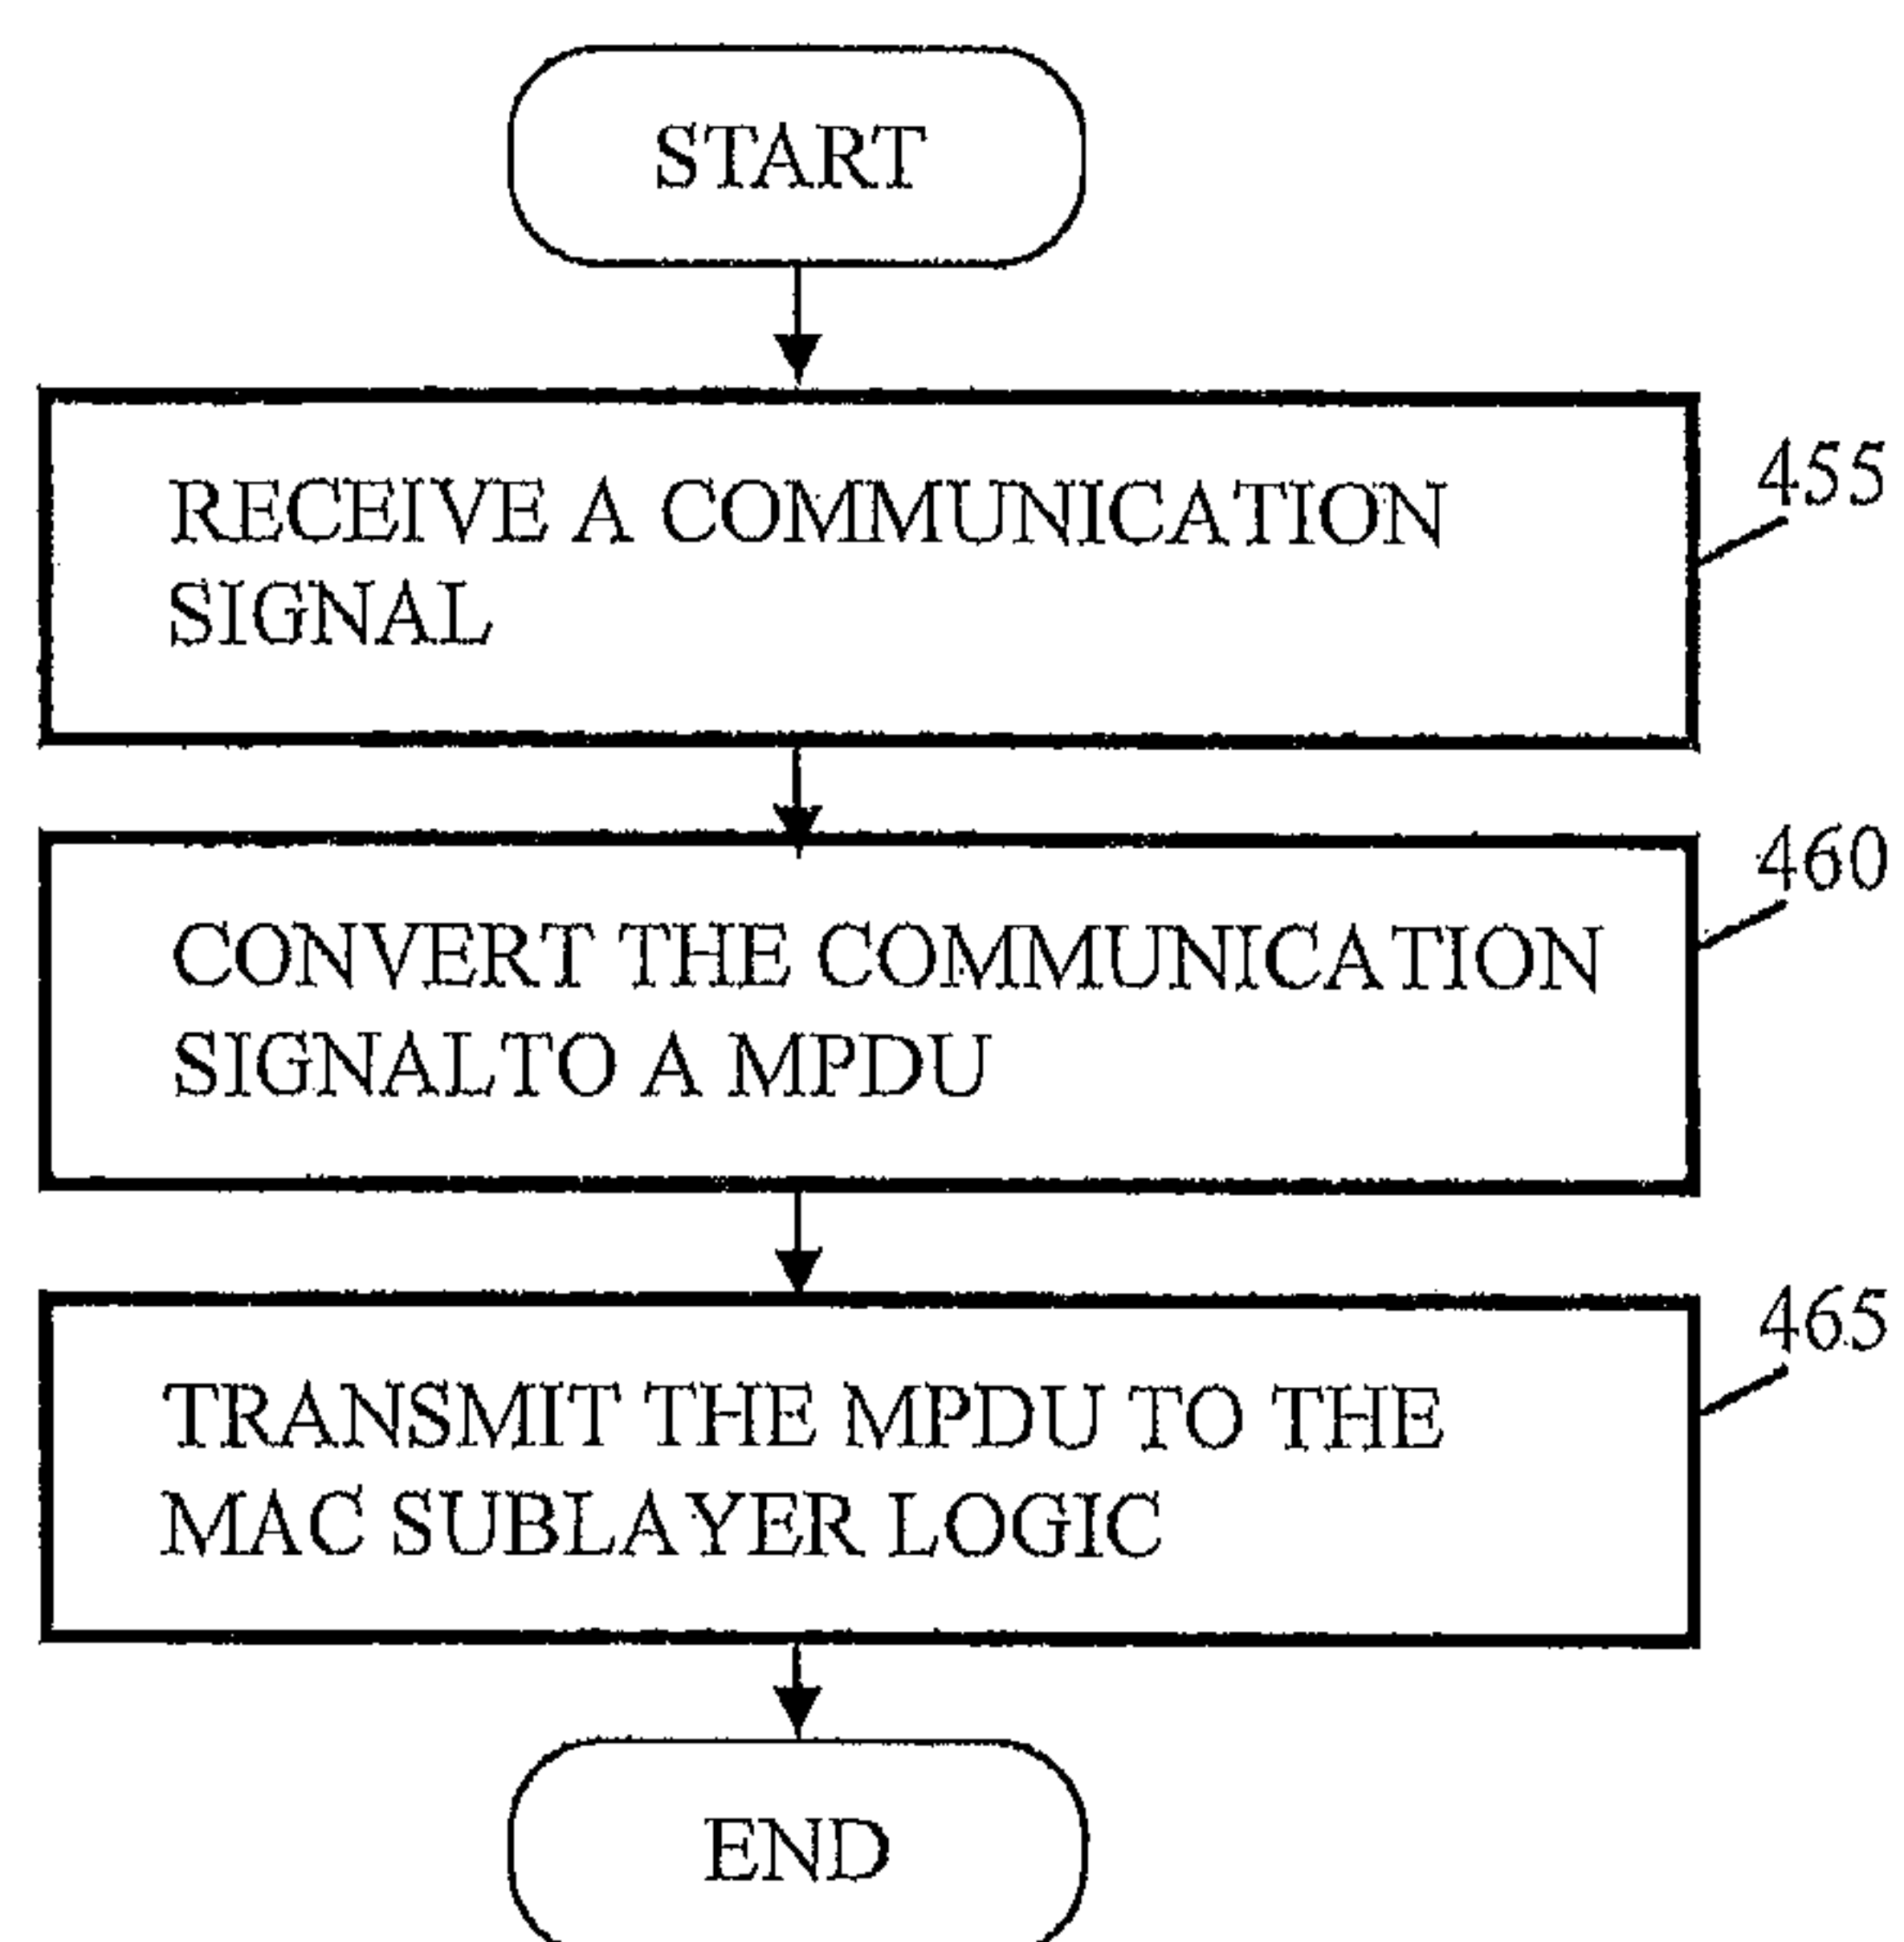 START
RECEIVE A COMMUNICATION
SIGNAL
455
CONVERT THE COMMUNICATION
SIGNALTO A MPDU
460
TRANSMIT THE MPDU TO THE
MAC SUBLAYER LOGIC
465
END